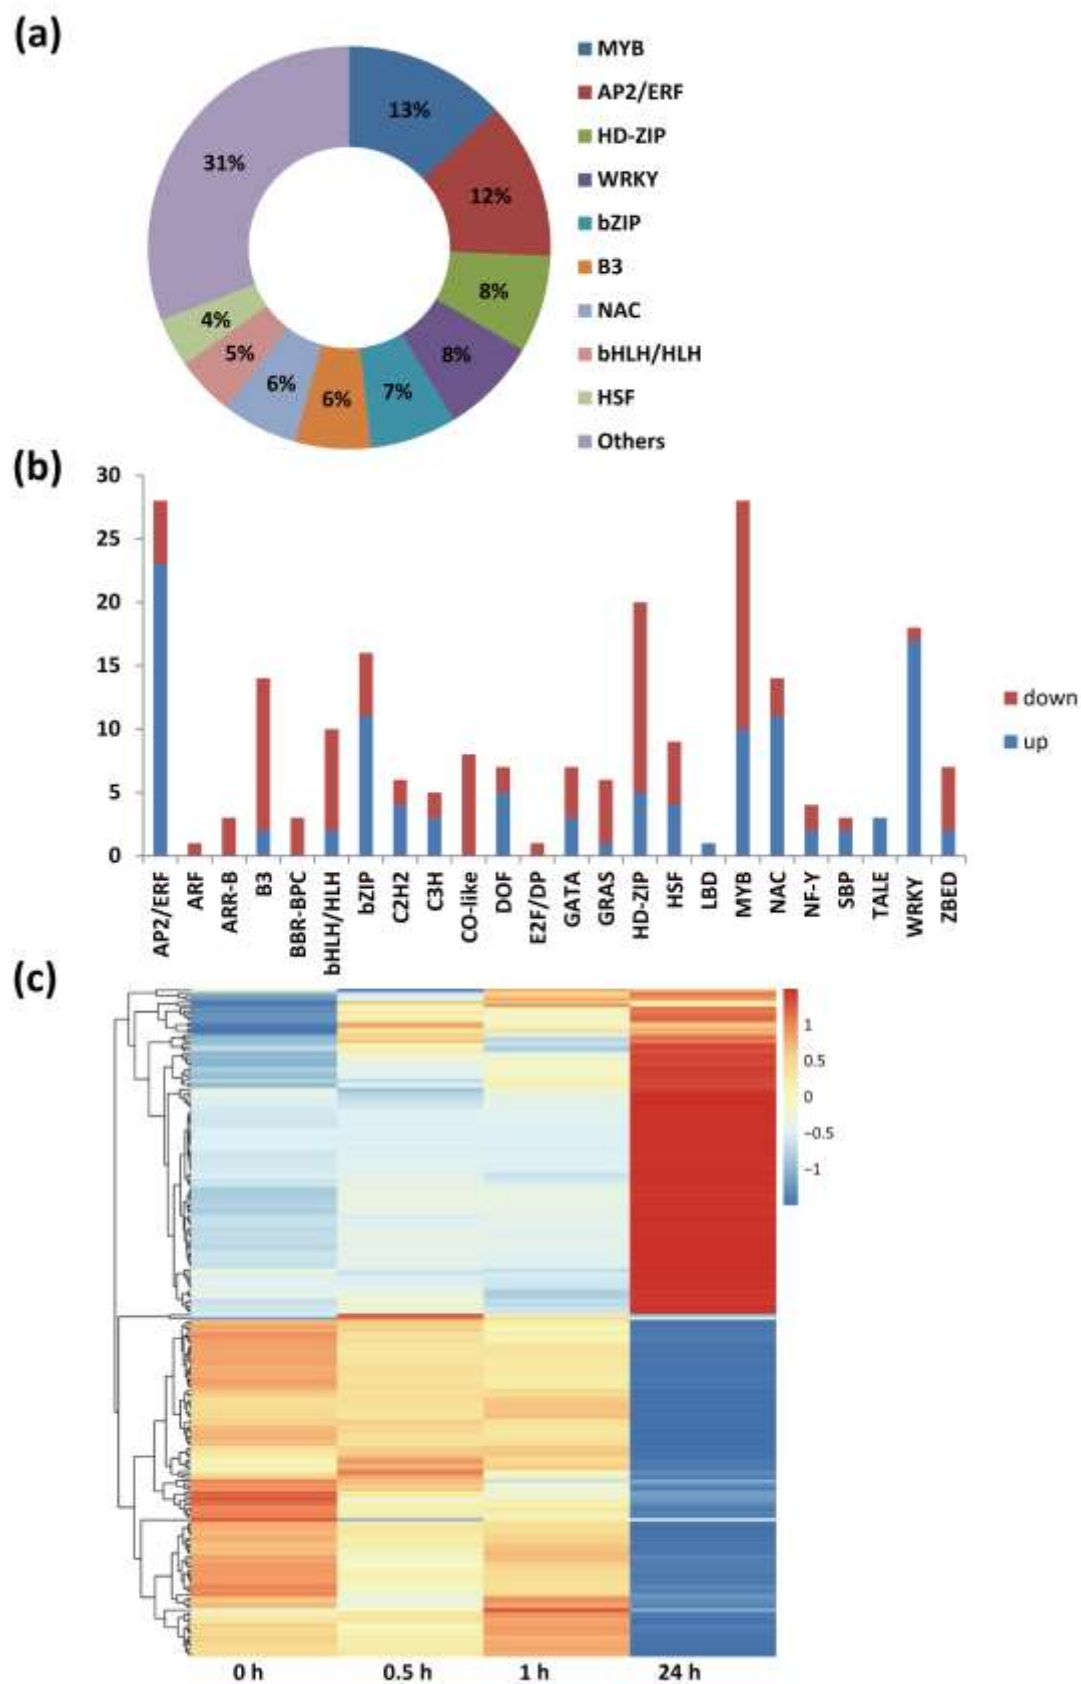 (a)
13%
12%
8%
8%
7%
6%
6%
5%
4%
31%
MYB
AP2/ERF
HD-ZIP
WRKY
bZIP
B3
NAC
bHLH/HLH
HSF
Others
(b)
30
25
20
15
10
5
0
AP2/ERF
ARF
ARR-B
B3
BBR-BPC
bHLH/HLH
bZIP
C2H2
C3H
CO-like
DOF
E2F/DP
GATA
GRAS
HD-ZIP
HSF
LBD
MYB
NAC
NF-Y
SBP
TALE
WRKY
ZBED
down
up
(c)
1
0.5
0
−0.5
−1
0 h 0.5 h 1 h 24 h